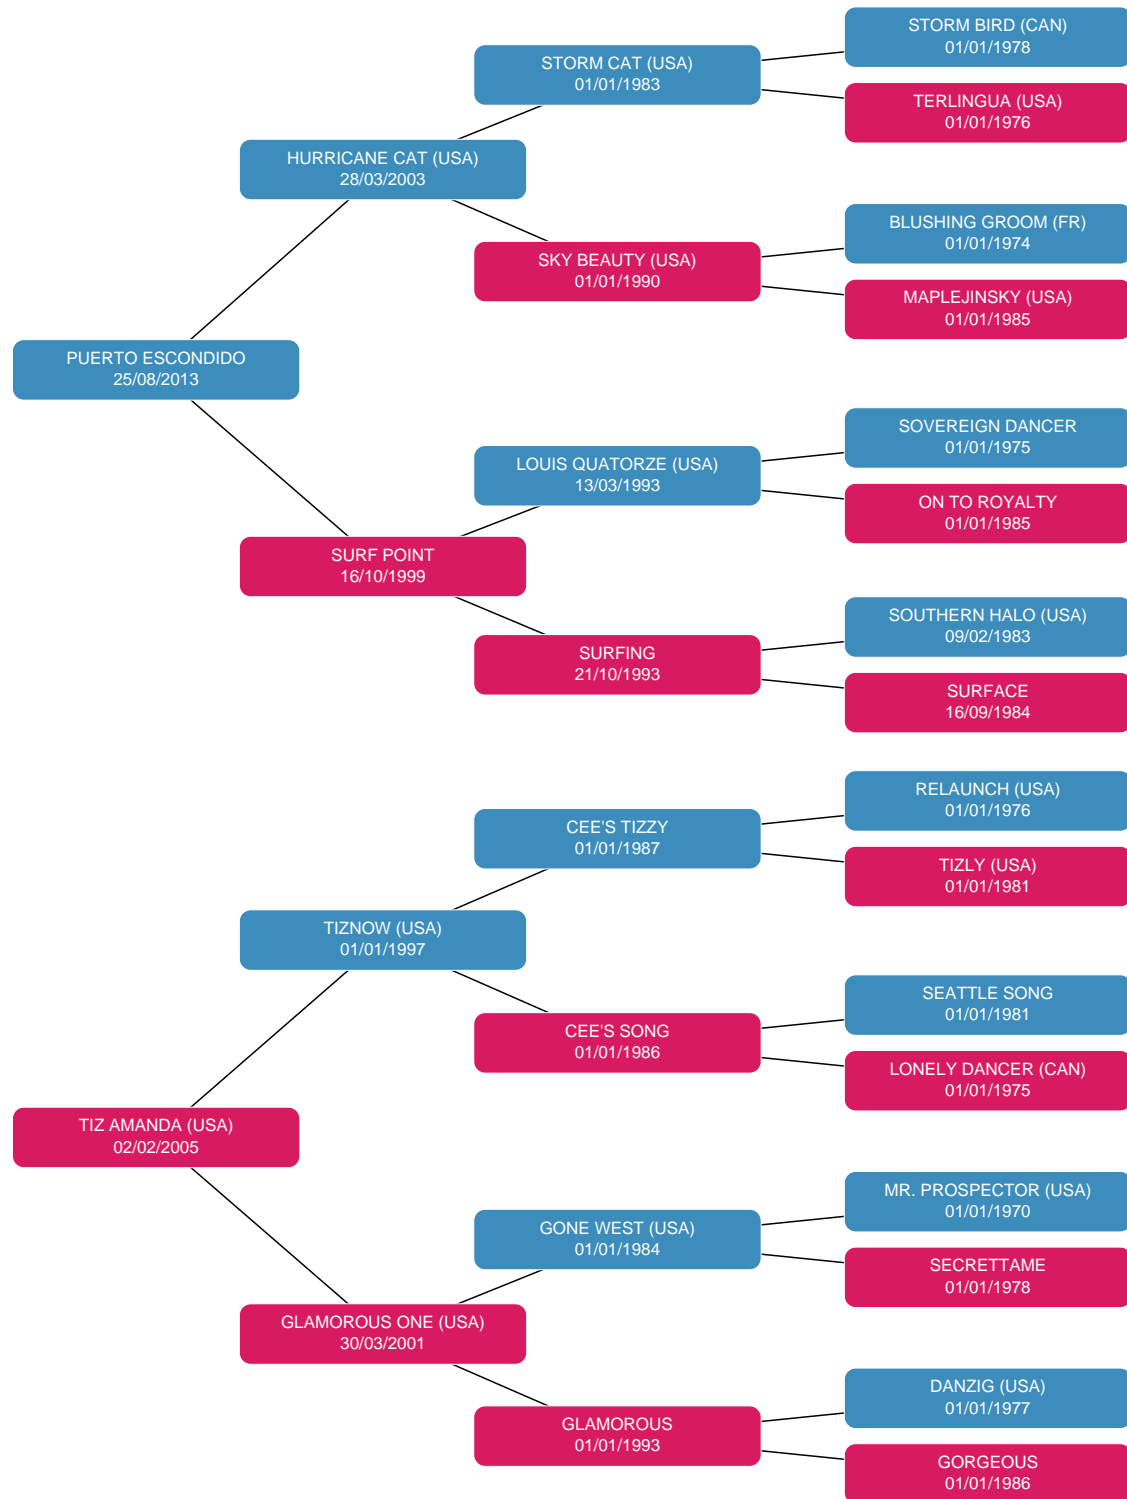 STORM BIRD (CAN)
01/01/1978
STORM CAT (USA)
01/01/1983
TERLINGUA (USA)
01/01/1976
HURRICANE CAT (USA)
28/03/2003
BLUSHING GROOM (FR)
01/01/1974
SKY BEAUTY (USA)
01/01/1990
MAPLEJINSKY (USA)
01/01/1985
PUERTO ESCONDIDO
25/08/2013
SOVEREIGN DANCER
01/01/1975
LOUIS QUATORZE (USA)
13/03/1993
ON TO ROYALTY
01/01/1985
SURF POINT
16/10/1999
SOUTHERN HALO (USA)
09/02/1983
SURFING
21/10/1993
SURFACE
16/09/1984
RELAUNCH (USA)
01/01/1976
CEE'S TIZZY
01/01/1987
TIZLY (USA)
01/01/1981
TIZNOW (USA)
01/01/1997
SEATTLE SONG
01/01/1981
CEE'S SONG
01/01/1986
LONELY DANCER (CAN)
01/01/1975
TIZ AMANDA (USA)
02/02/2005
MR. PROSPECTOR (USA)
01/01/1970
GONE WEST (USA)
01/01/1984
SECRETTAME
01/01/1978
GLAMOROUS ONE (USA)
30/03/2001
DANZIG (USA)
01/01/1977
GLAMOROUS
01/01/1993
GORGEOUS
01/01/1986